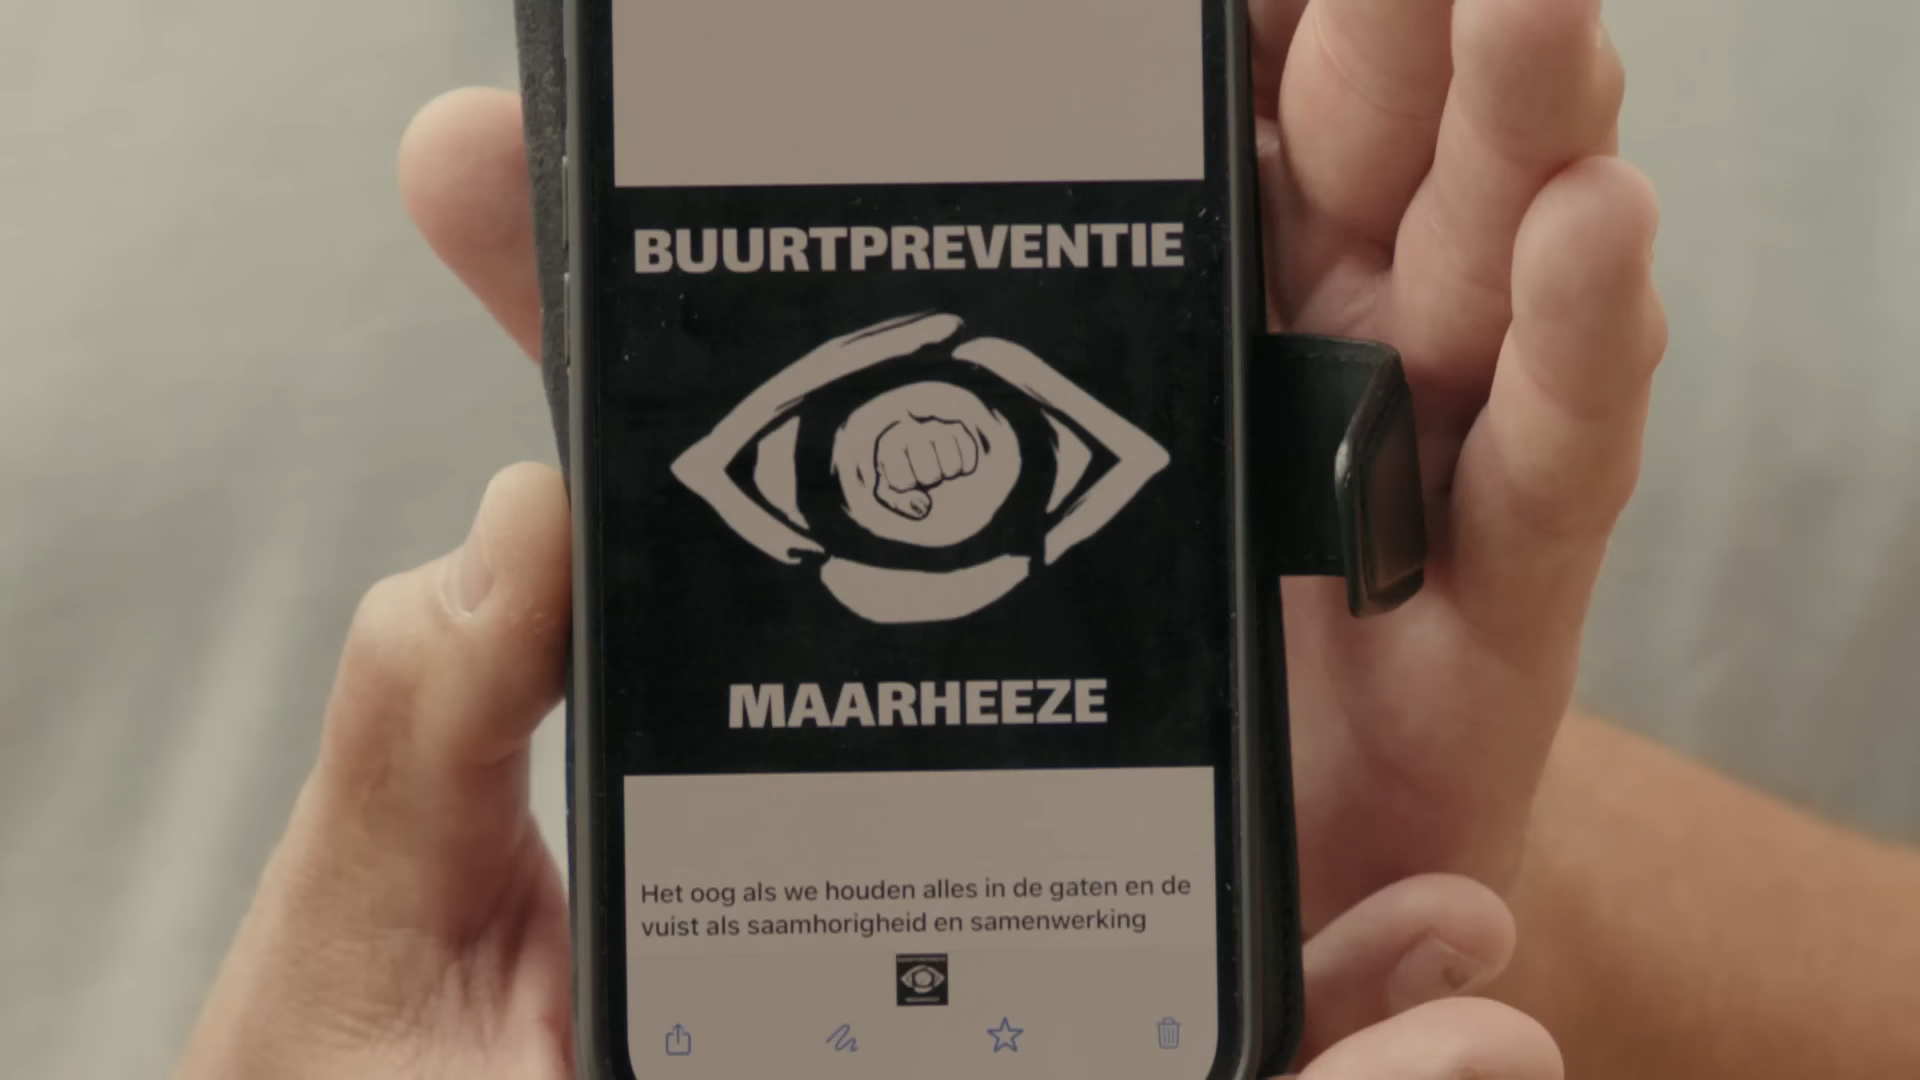 BUURTPREVENTIE
MAARHEEZE
Het oog als we houden alles in de gaten en de
vuist als saamhorigheid en samenwerking